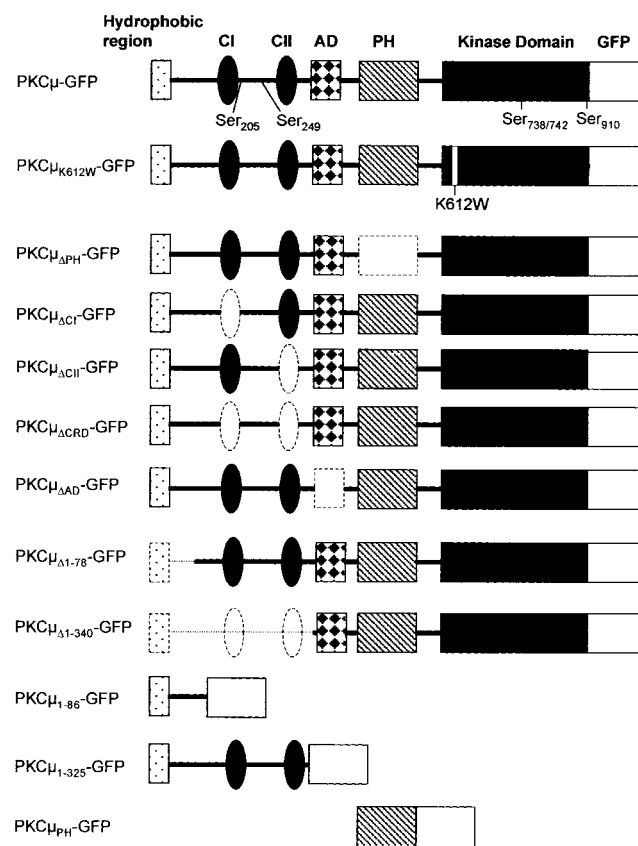 Hydrophobic
region CI CII AD PH Kinase Domain GFP
PKCμ-GFP
Ser205 Ser249 Ser738/742 Ser910
PKCμK612W-GFP
K612W
PKCμΔPH-GFP
PKCμΔCI-GFP
PKCμΔCII-GFP
PKCμΔCRD-GFP
PKCμΔAD-GFP
PKCμΔ1-78-GFP
PKCμΔ1-340-GFP
PKCμ1-86-GFP
PKCμ1-325-GFP
PKCμPH-GFP